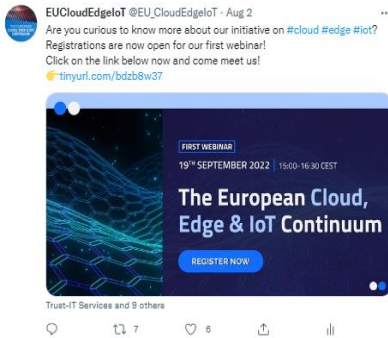 EUCloudEdgeIoT @EU_CloudEdgeIoT · Aug 2
Are you curious to know more about our initiative on #cloud #edge #iot?
Registrations are now open for our first webinar!
Click on the link below now and come meet us!
👉tinyurl.com/bdzb8w37
FIRST WEBINAR
19TH SEPTEMBER 2022 | 15:00-16:30 CEST
The European Cloud,
Edge & IoT Continuum
REGISTER NOW
Trust-IT Services and 9 others
7 6